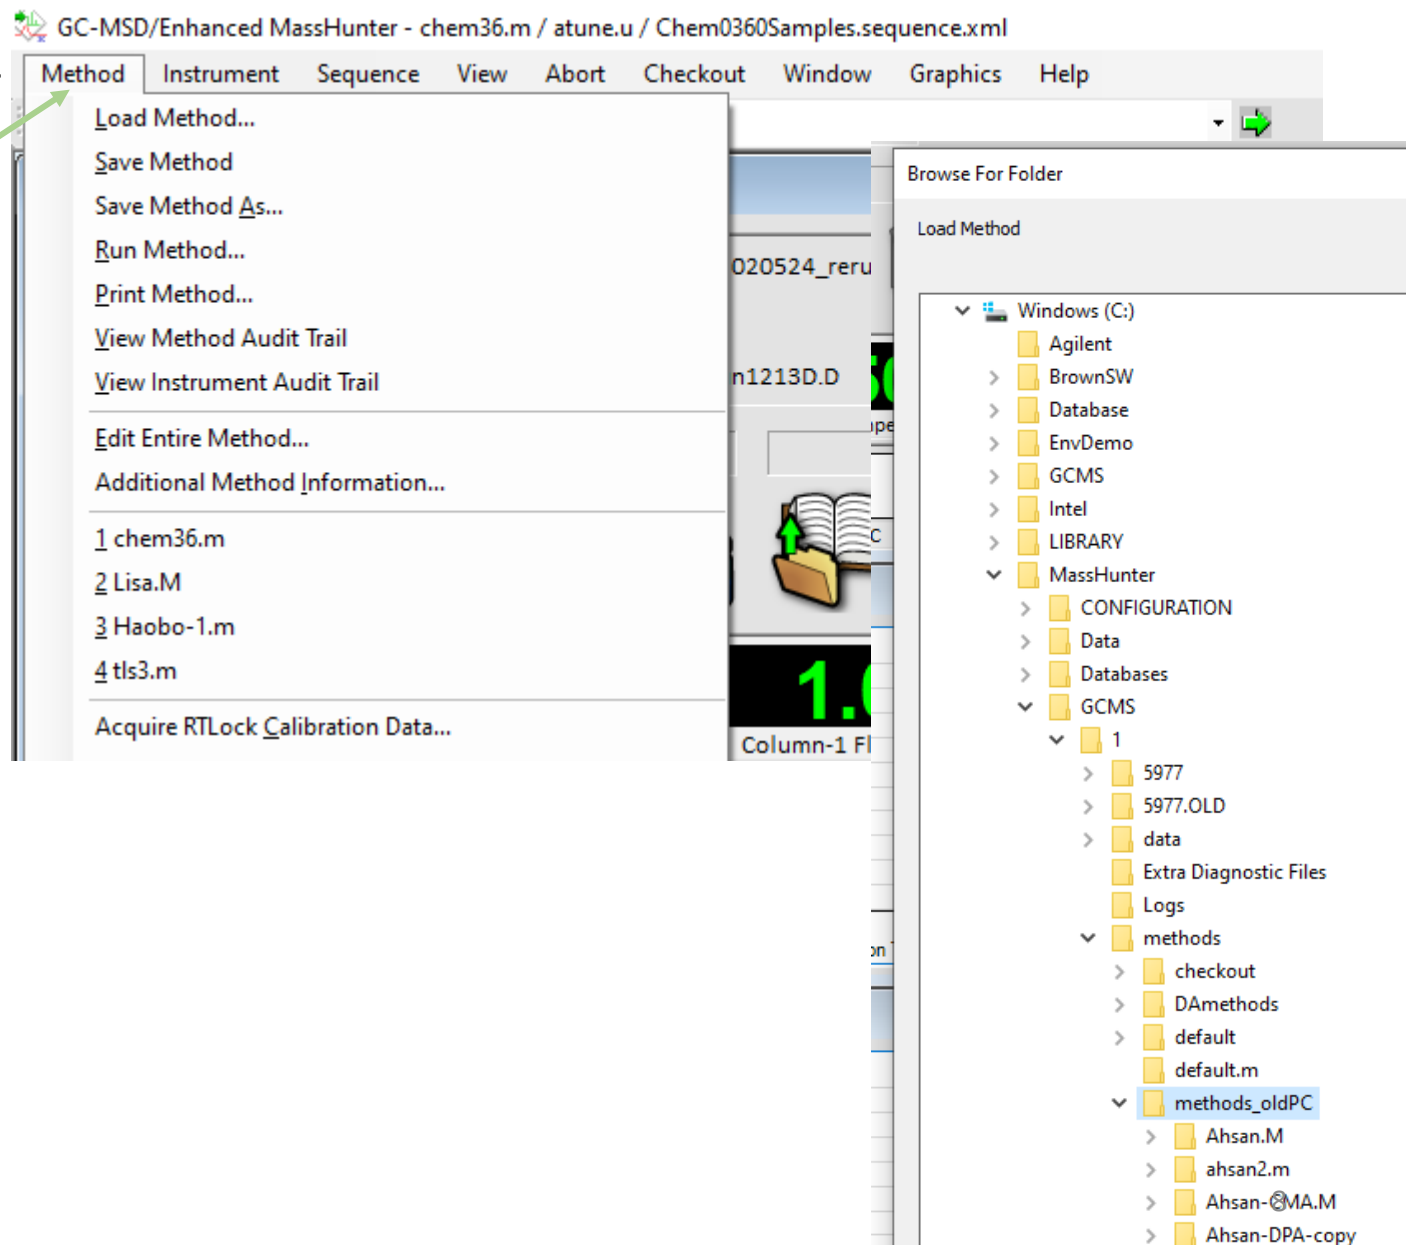 GC-MSD/Enhanced MassHunter - chem36.m / atune.u / Chem0360Samples.sequence.xml
Method Instrument Sequence View Abort Checkout Window Graphics Help
Load Method...
Save Method
Save Method As...
Run Method...
Print Method...
View Method Audit Trail
View Instrument Audit Trail
Edit Entire Method...
Additional Method Information...
1 chem36.m
2 Lisa.M
3 Haobo-1.m
4 tls3.m
Acquire RTLock Calibration Data...
020524_reru
n1213D.D
1.
Column-1 Fl
Browse For Folder
Load Method
Windows (C:)
Agilent
BrownSW
Database
EnvDemo
GCMS
Intel
LIBRARY
MassHunter
CONFIGURATION
Data
Databases
GCMS
1
5977
5977.OLD
data
Extra Diagnostic Files
Logs
methods
checkout
DAmethods
default
default.m
methods_oldPC
Ahsan.M
ahsan2.m
Ahsan- MA.M
Ahsan-DPA-copy